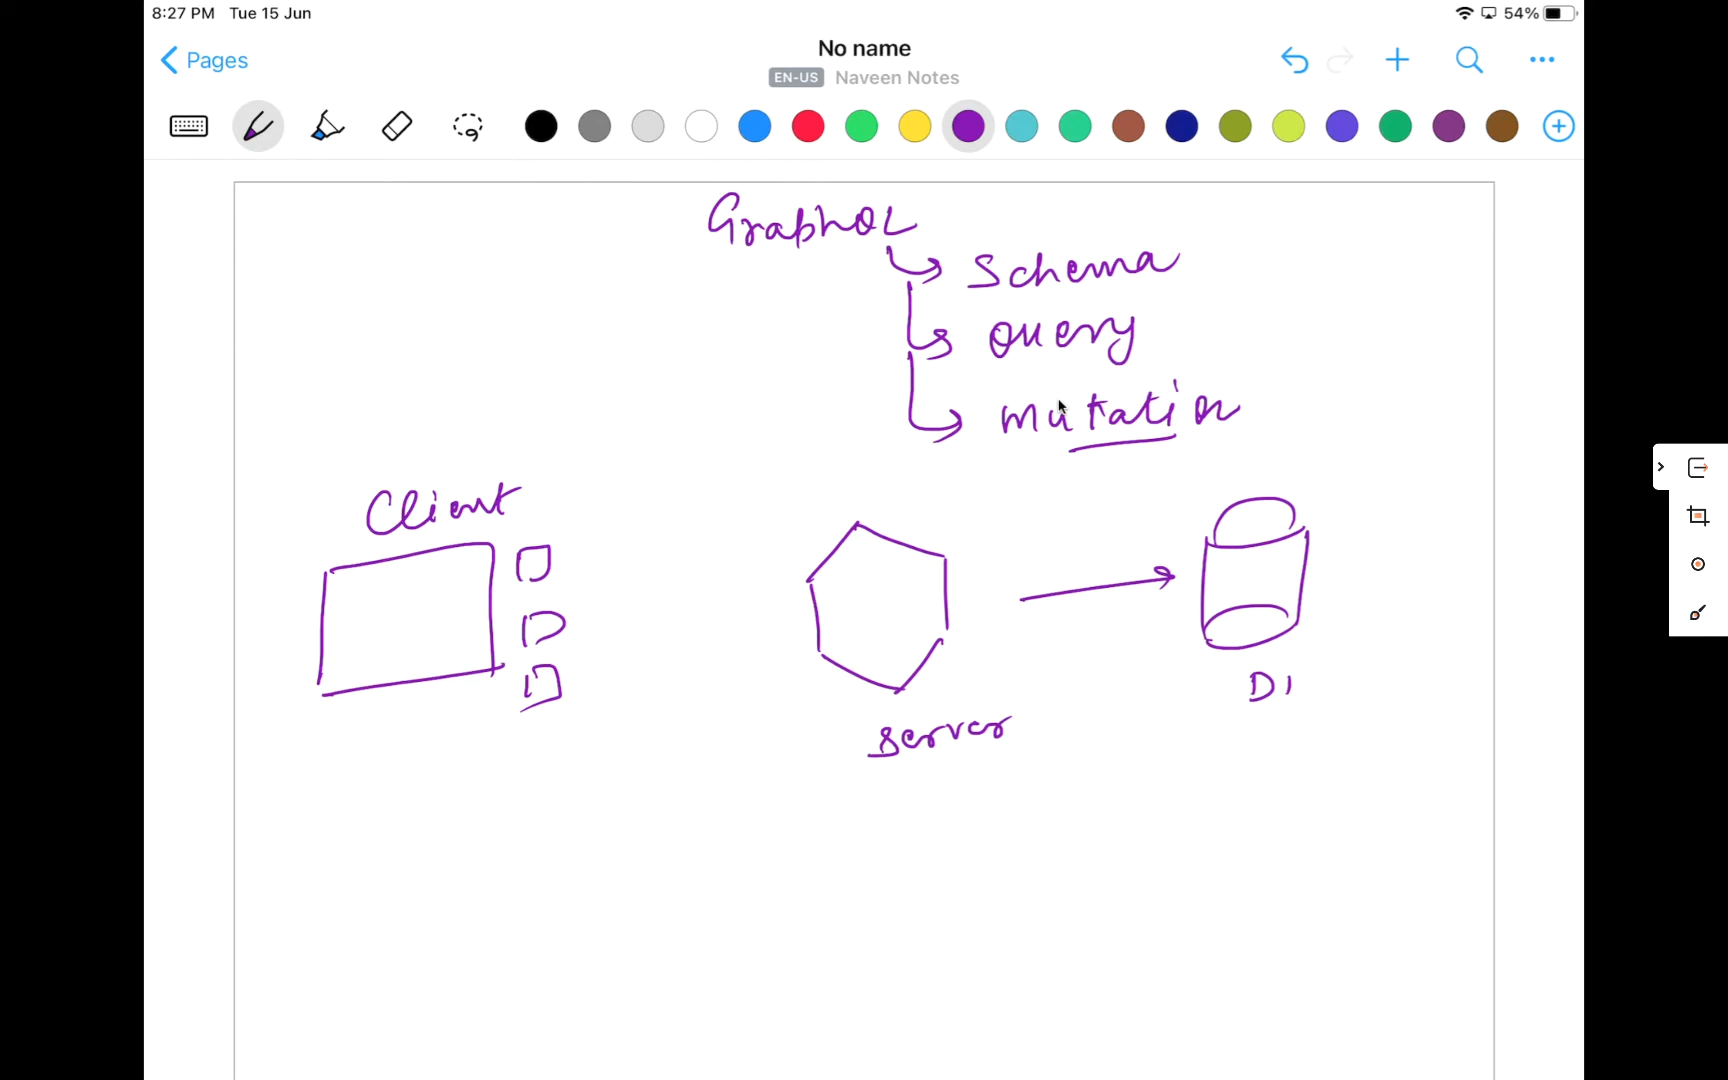 8:27 PM Tue 15 Jun
54%
Pages
No name
EN-US Naveen Notes
GraphQL
Schema
Query
mutation
Client
Server